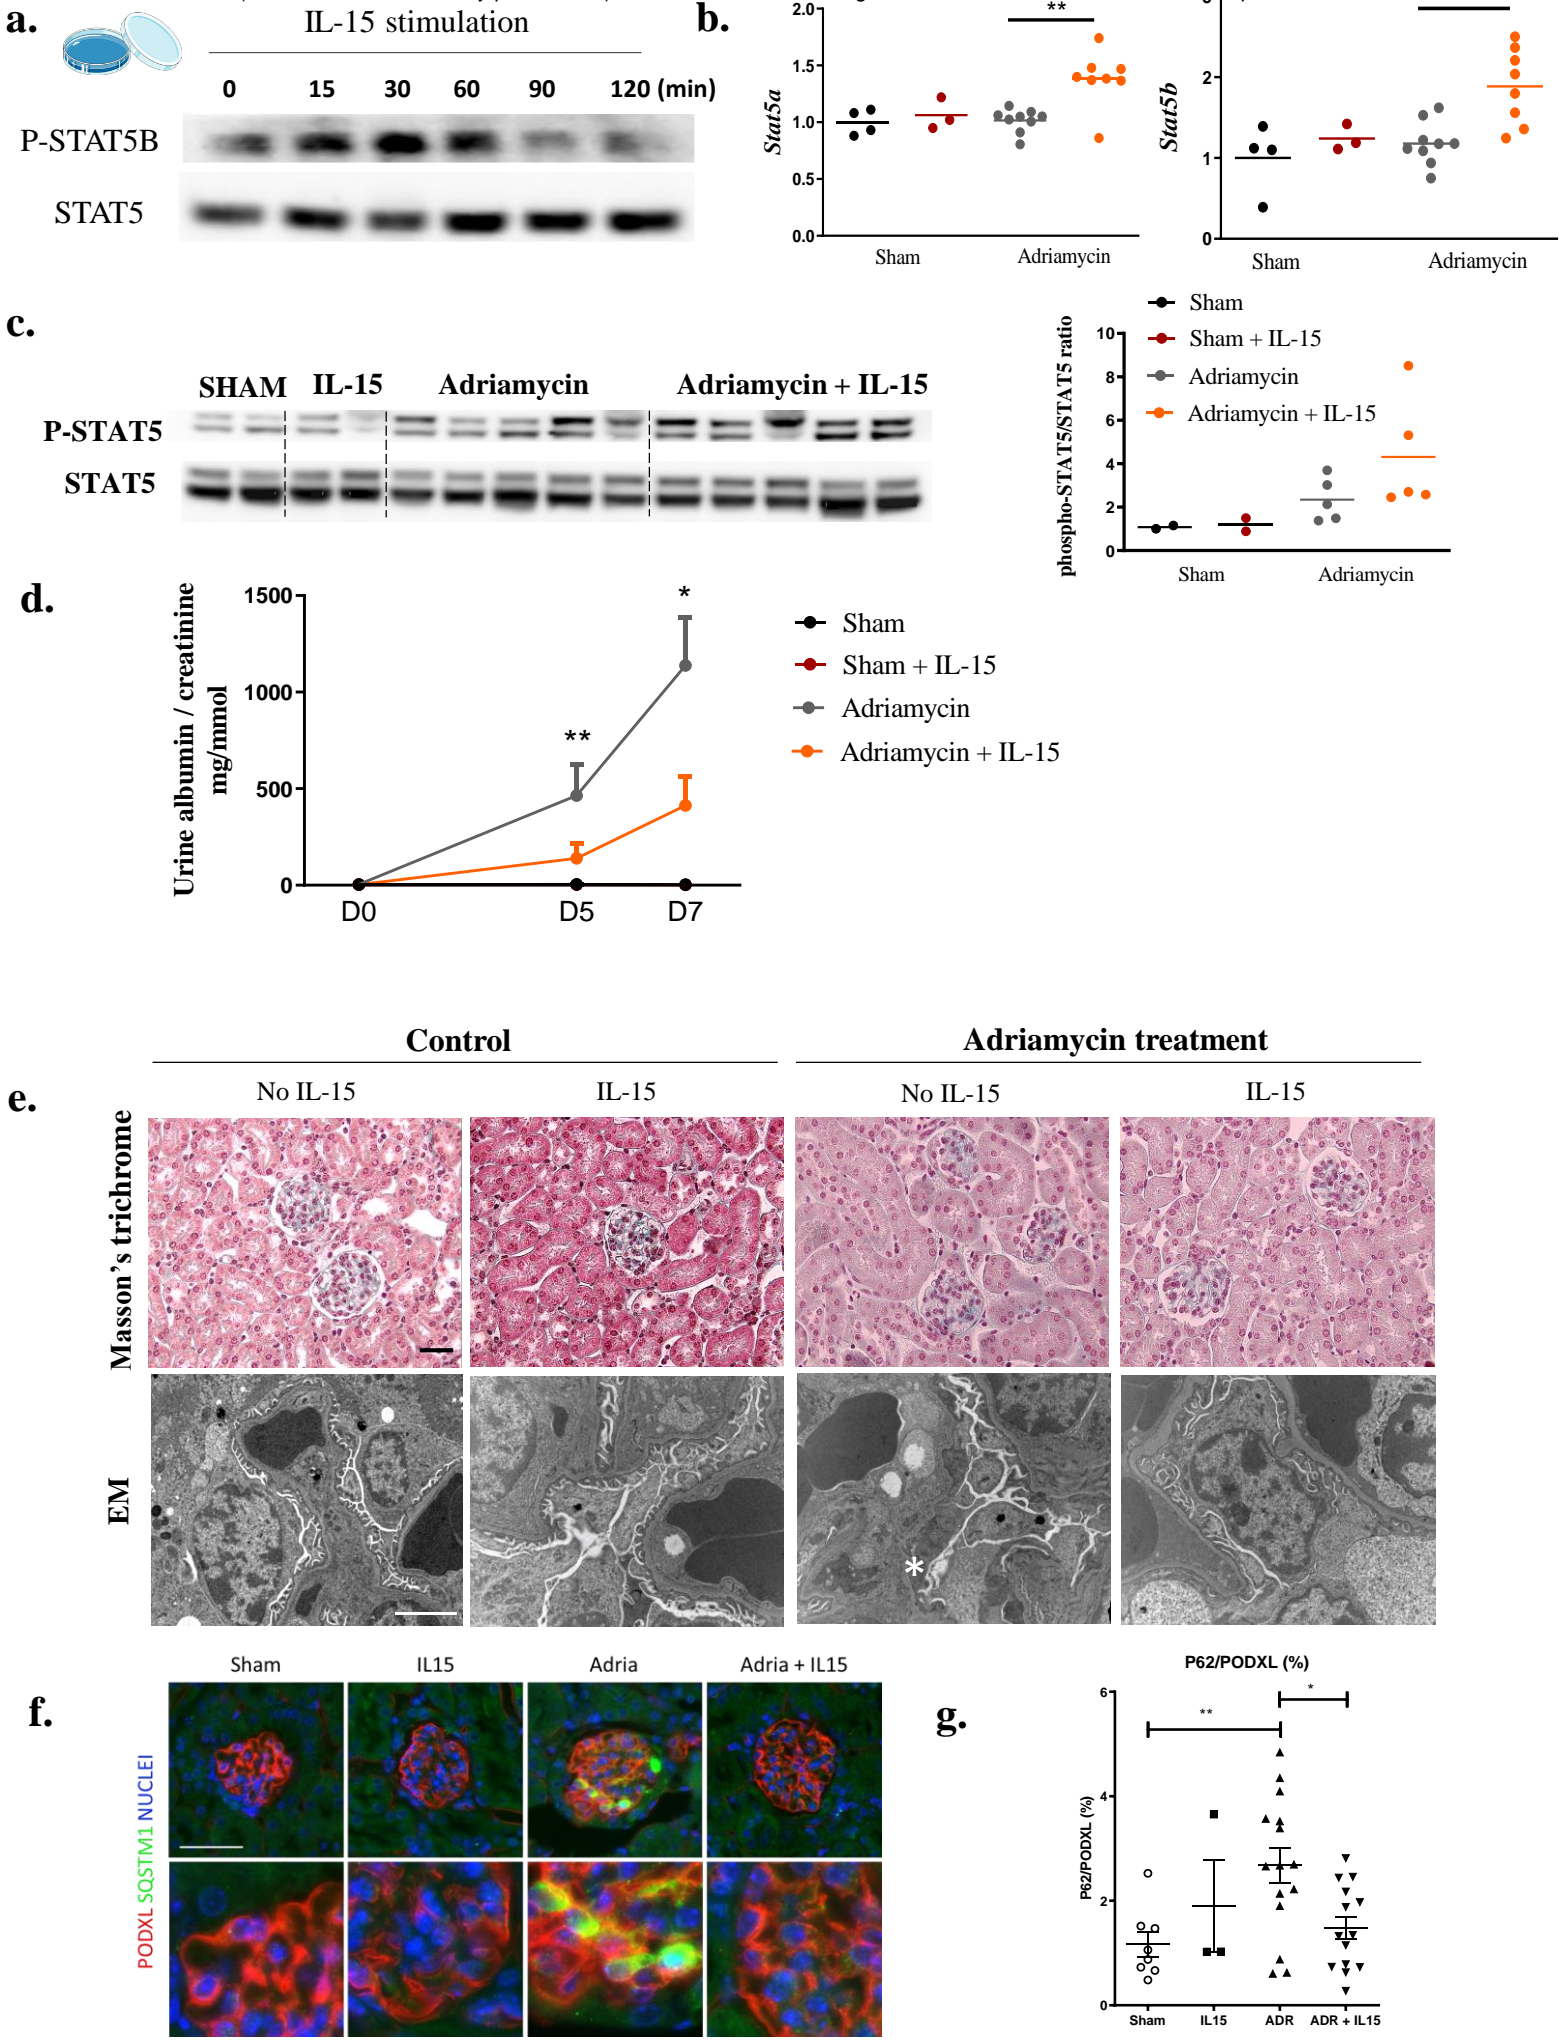 a.
IL-15 stimulation
0 15 30 60 90 120 (min)
P-STAT5B
STAT5
b.
**
2.0
1.5
1.0
0.5
0.0
Stat5a
Sham Adriamycin
2
1
0
Stat5b
Sham Adriamycin
c.
SHAM IL-15 Adriamycin Adriamycin + IL-15
P-STAT5
STAT5
Sham
Sham + IL-15
Adriamycin
Adriamycin + IL-15
phospho-STAT5/STAT5 ratio
10
8
6
4
2
0
Sham Adriamycin
d.
Urine albumin / creatinine
mg/mmol
1500
1000
500
0
**
*
D0 D5 D7
Sham
Sham + IL-15
Adriamycin
Adriamycin + IL-15
Control Adriamycin treatment
e.
No IL-15 IL-15 No IL-15 IL-15
Masson's trichrome
EM
*
f.
Sham IL15 Adria Adria + IL15
PODXL SQSTM1 NUCLEI
g.
P62/PODXL (%)
P62/PODXL (%)
6
4
2
0
**
*
Sham IL15 ADR ADR + IL15